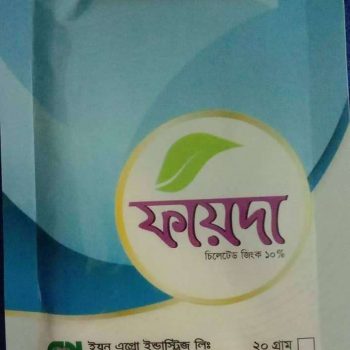 ফায়দা
চিলেটেড জিংক ১০%
ইয়ন এগ্রো ইন্ডাস্ট্রিজ লিঃ
২০ গ্রাম